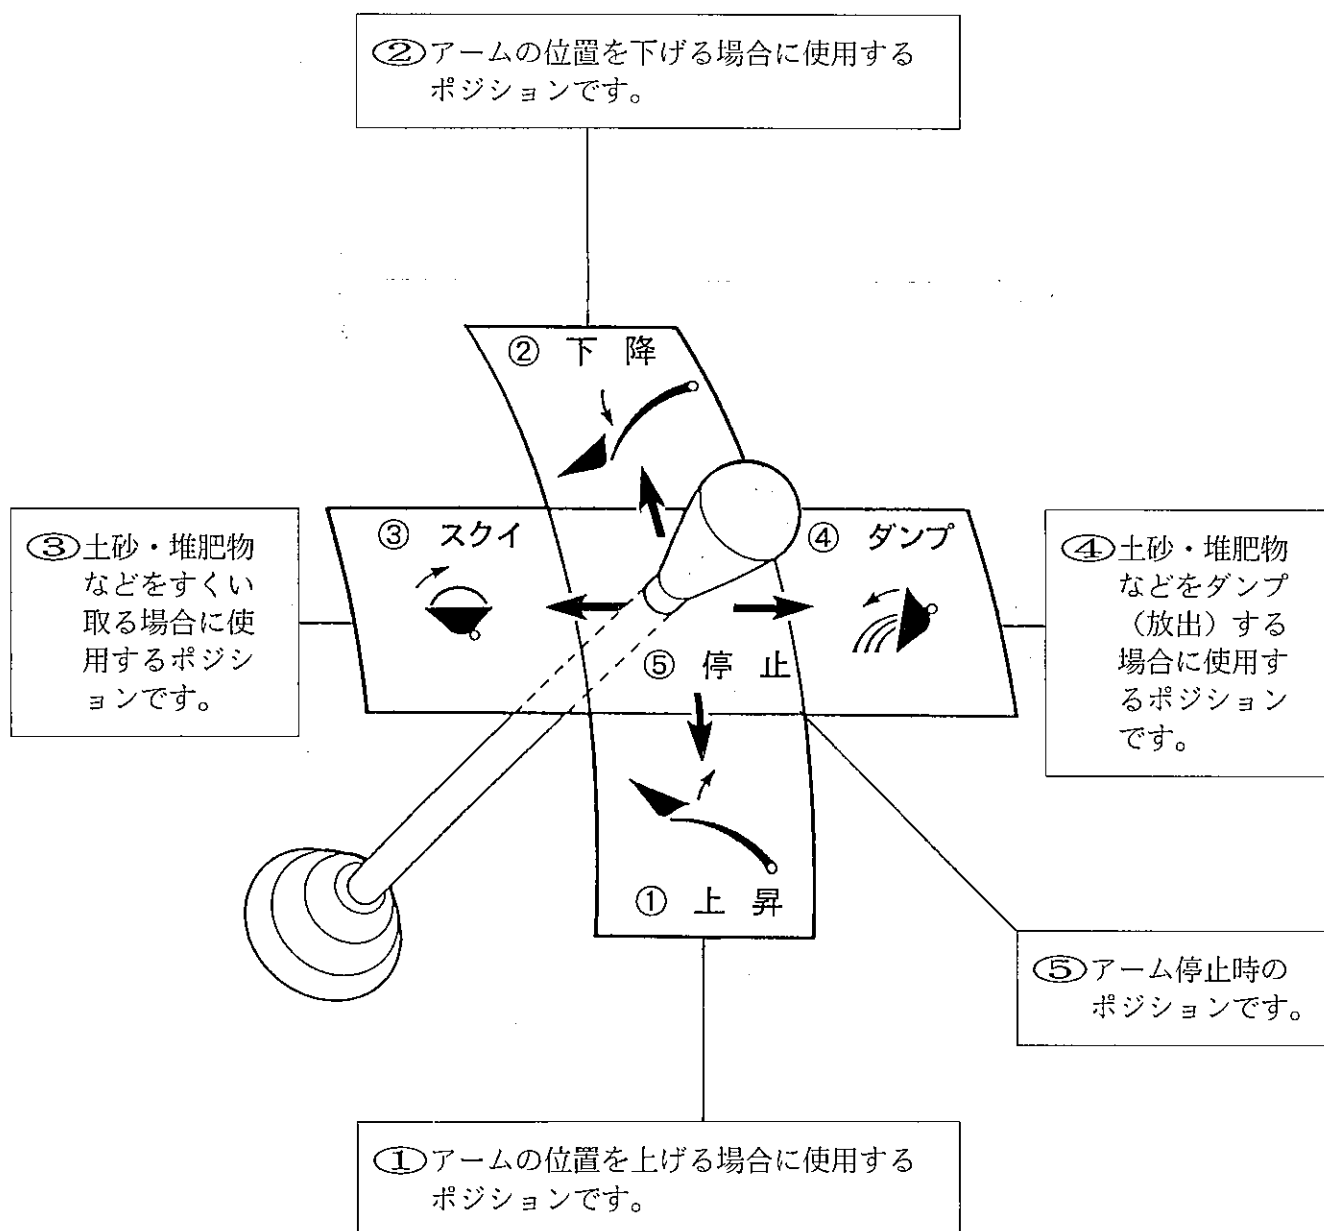 ②アームの位置を下げる場合に使用する
ポジションです。
② 下 降
③ スクイ
④ ダンプ
⑤ 停 止
① 上 昇
③土砂・堆肥物
などをすくい
取る場合に使
用するポジシ
ョンです。
④土砂・堆肥物
などをダンプ
（放出）する
場合に使用す
るポジション
です。
⑤アーム停止時の
ポジションです。
①アームの位置を上げる場合に使用する
ポジションです。